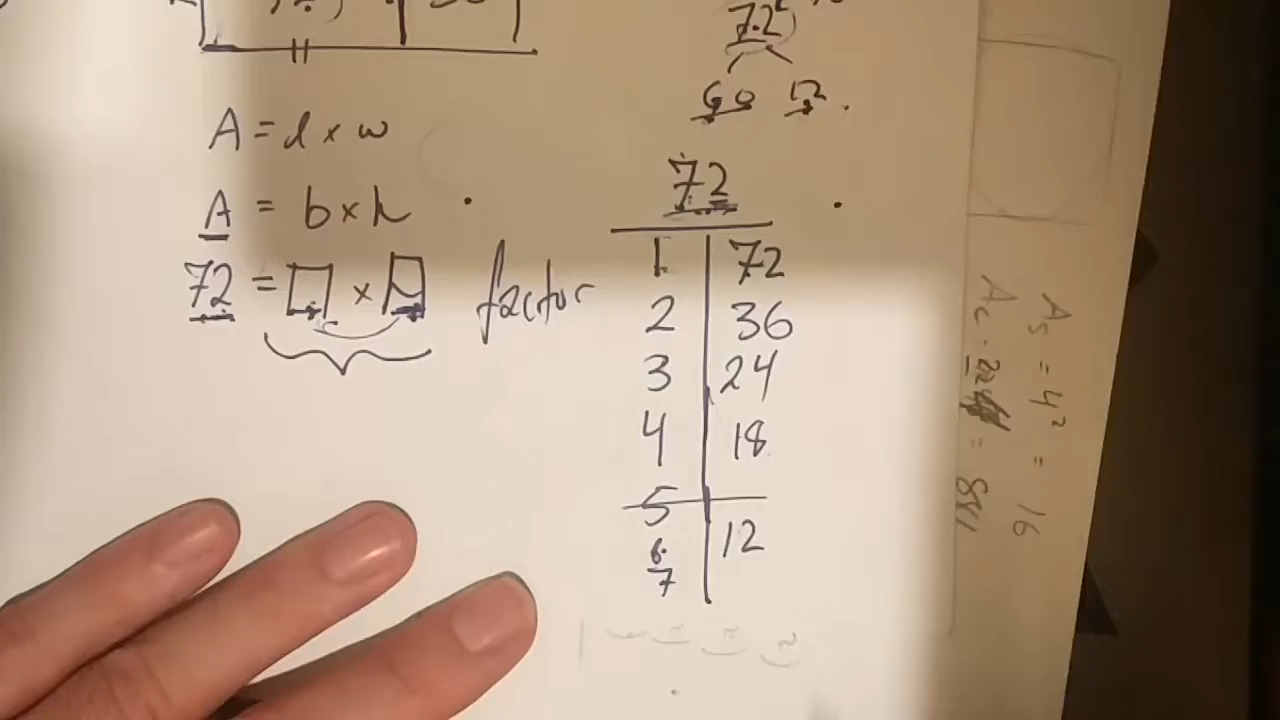 A = l × w
A = b × h
72 = □ × □ factor
72
60 12
72
1 72
2 36
3 24
4 18
5
6 12
7
As = 4² = 16